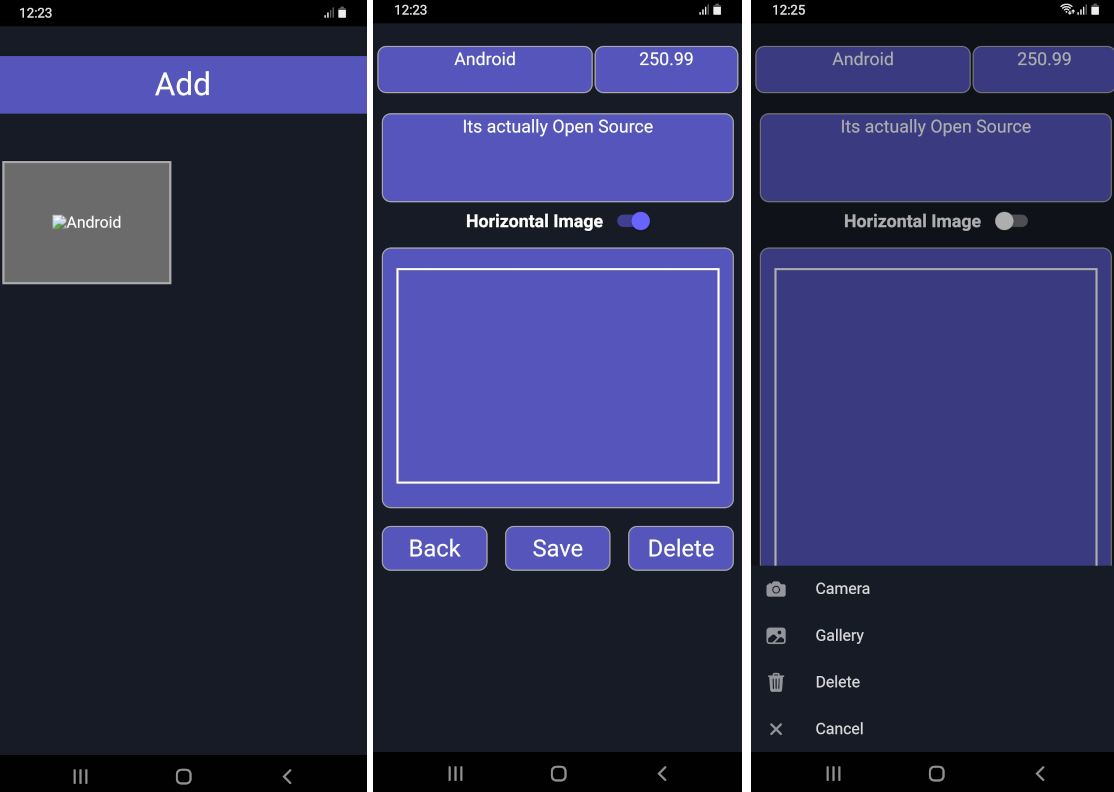 12:23
Add
Android
12:23
Android 250.99
Its actually Open Source
Horizontal Image
Back Save Delete
12:25
Android 250.99
Its actually Open Source
Horizontal Image
Camera
Gallery
Delete
Cancel